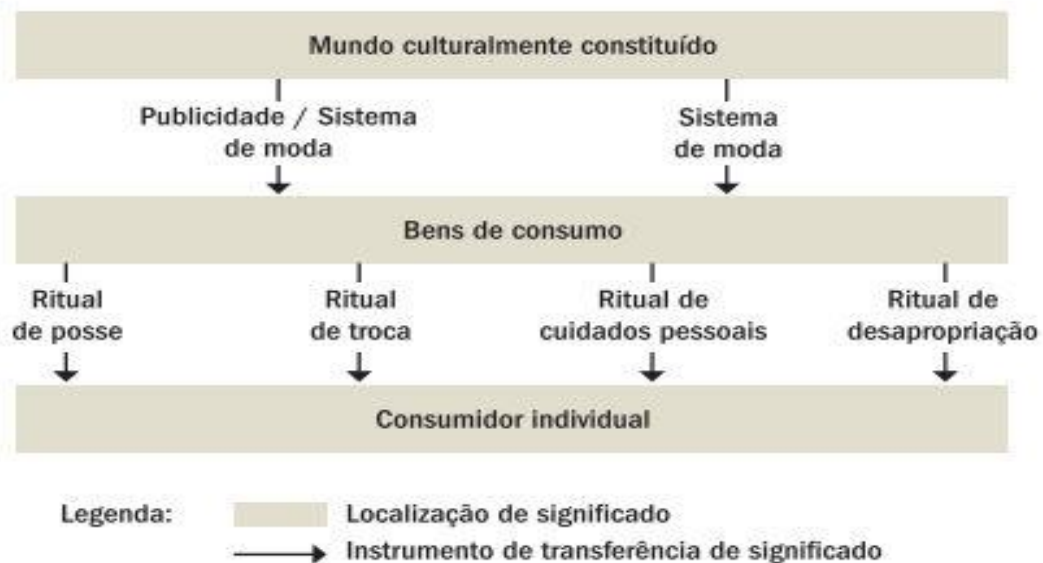 Mundo culturalmente constituído
Publicidade / Sistema
de moda
Sistema
de moda
Bens de consumo
Ritual
de posse
Ritual
de troca
Ritual de
cuidados pessoais
Ritual de
desapropriação
Consumidor individual
Legenda:
Localização de significado
Instrumento de transferência de significado